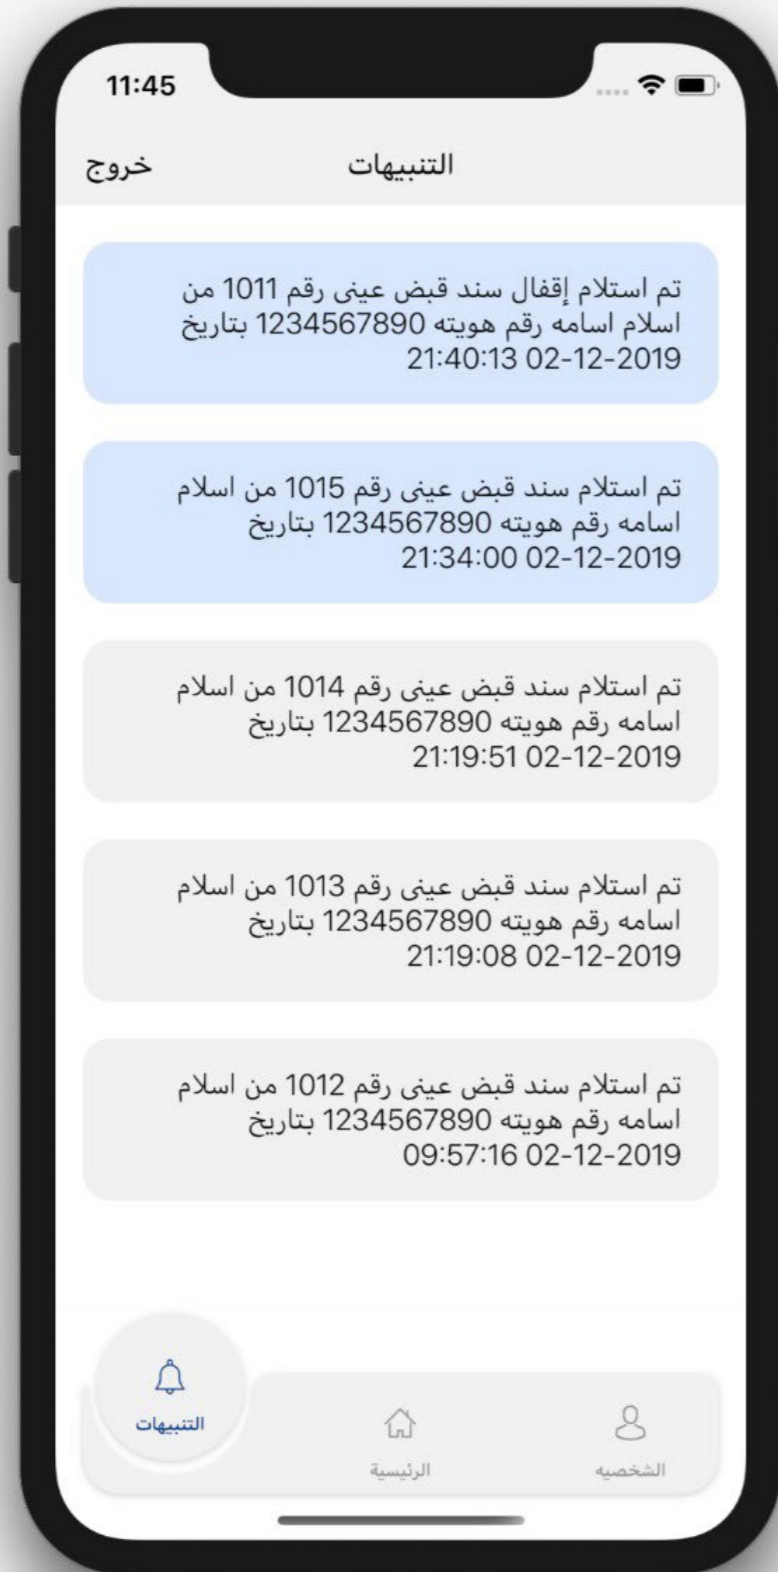 11:45
التنبيهات
خروج
تم استلام إقفال سند قبض عيني رقم 1011 من
اسلام اسامه رقم هويته 1234567890 بتاريخ
21:40:13 02-12-2019
تم استلام سند قبض عيني رقم 1015 من اسلام
اسامه رقم هويته 1234567890 بتاريخ
21:34:00 02-12-2019
تم استلام سند قبض عيني رقم 1014 من اسلام
اسامه رقم هويته 1234567890 بتاريخ
21:19:51 02-12-2019
تم استلام سند قبض عيني رقم 1013 من اسلام
اسامه رقم هويته 1234567890 بتاريخ
21:19:08 02-12-2019
تم استلام سند قبض عيني رقم 1012 من اسلام
اسامه رقم هويته 1234567890 بتاريخ
09:57:16 02-12-2019
الشخصيه
الرئيسية
التنبيهات